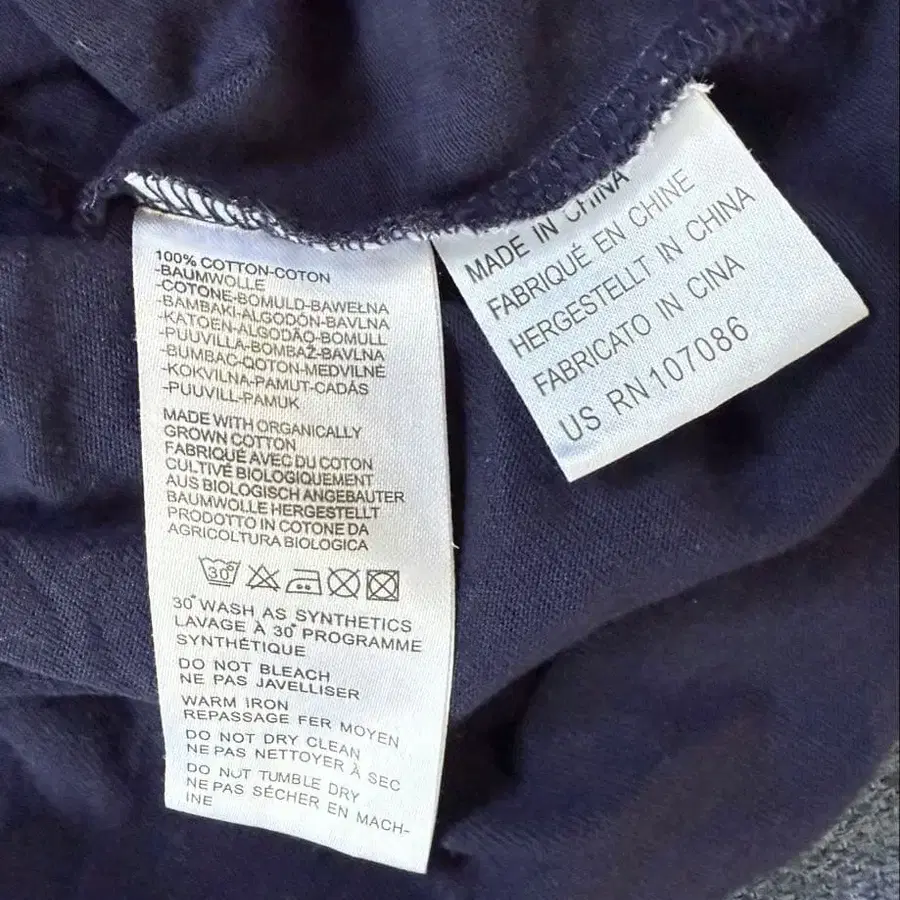 100% COTTON-COTON
-BAUMWOLLE
-COTONE-BOMULD-BAWEŁNA
-BAMBAKI-ALGODÓN-BAVLNA
-KATOEN-ALGODÃO-BOMULL
-PUUVILLA-BOMBAŽ-BAVLNA
-BUMBAC-QOTON-MEDVILNĖ
-KOKVILNA-PAMUT-CADÁS
-PUUVILL-PAMUK
MADE WITH ORGANICALLY
GROWN COTTON
FABRIQUÉ AVEC DU COTON
CULTIVÉ BIOLOGIQUEMENT
AUS BIOLOGISCH ANGEBAUTER
BAUMWOLLE HERGESTELLT
PRODOTTO IN COTONE DA
AGRICOLTURA BIOLOGICA
30°
30° WASH AS SYNTHETICS
LAVAGE À 30° PROGRAMME
SYNTHÉTIQUE
DO NOT BLEACH
NE PAS JAVELLISER
WARM IRON
REPASSAGE FER MOYEN
DO NOT DRY CLEAN
NE PAS NETTOYER À SEC
DO NOT TUMBLE DRY
NE PAS SÉCHER EN MACH-
INE
MADE IN CHINA
FABRIQUÉ EN CHINE
HERGESTELLT IN CHINA
FABRICATO IN CINA
US RN107086